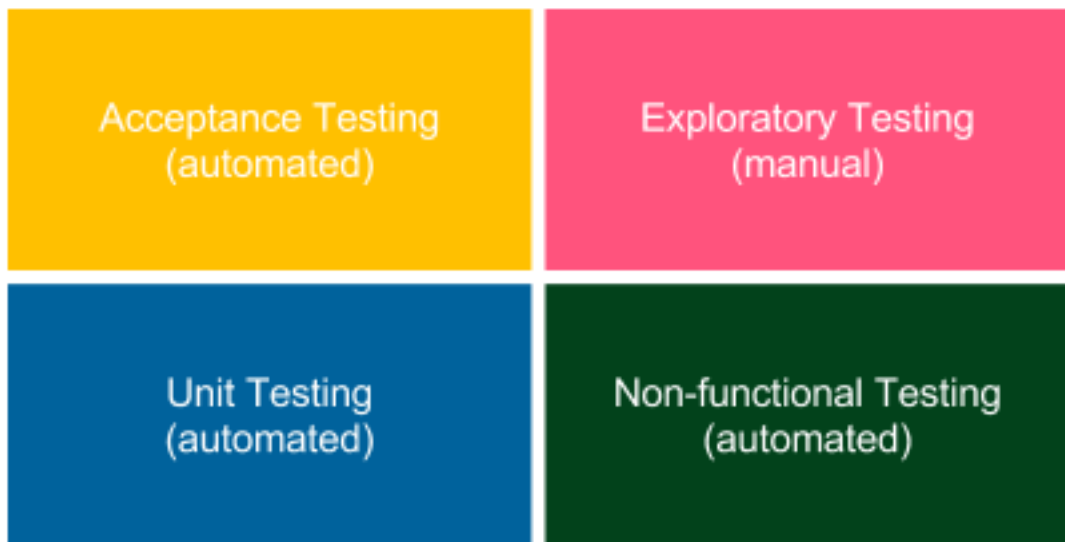 Acceptance Testing
(automated)
Exploratory Testing
(manual)
Unit Testing
(automated)
Non-functional Testing
(automated)